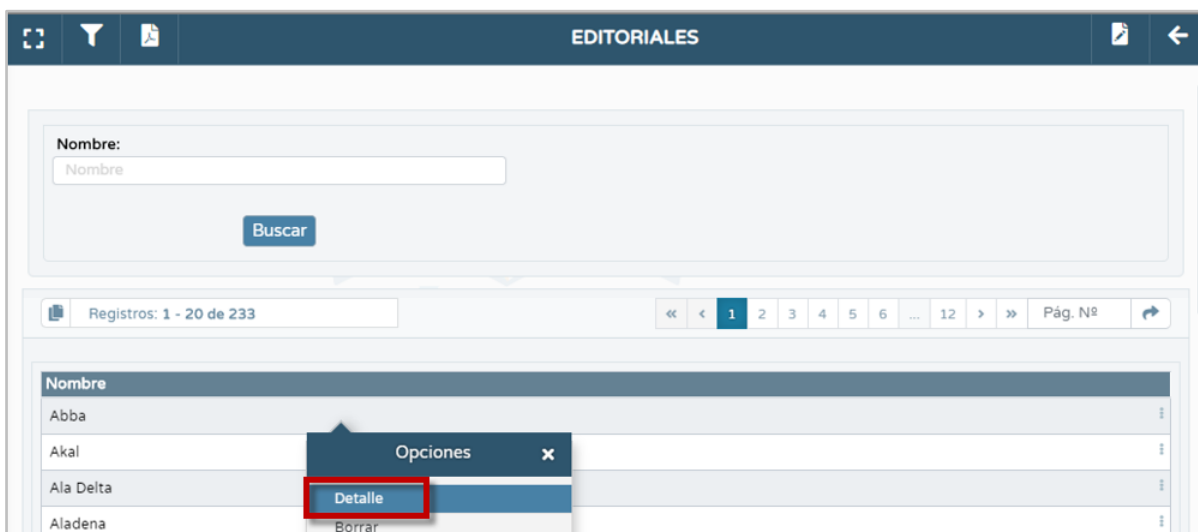 EDITORIALES
Nombre:
Nombre
Buscar
Registros: 1 - 20 de 233
« ‹ 1 2 3 4 5 6 ... 12 › » Pág. Nº
Nombre
Abba
Akal
Opciones ×
Ala Delta
Detalle
Aladena
Borrar